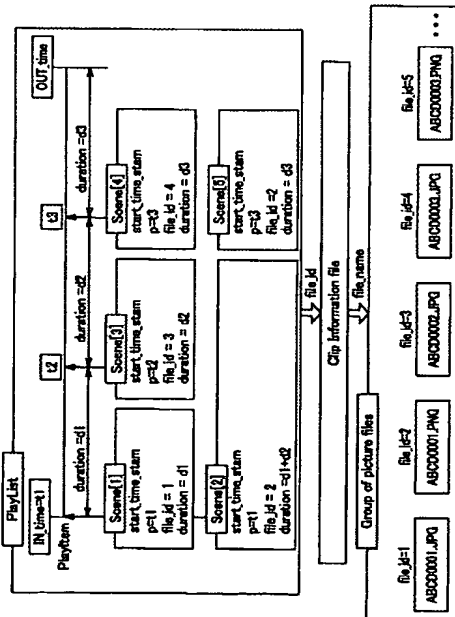 PlayList
IN_time=t1
t2
t3
OUT_time
PlayItem
duration =d1
duration =d2
duration =d3
Scene[1]
start_time_stam
p=t1
file_id = 1
duration = d1
Scene[3]
start_time_stam
p=t2
file_id = 3
duration = d2
Scene[4]
start_time_stam
p=t3
file_id = 4
duration = d3
Scene[2]
start_time_stam
p=t1
file_id = 2
duration =d1+d2
Scene[5]
start_time_stam
p=t3
file_id =2
duration = d3
file_id
Clip Information file
file_name
Group of picture files
file_id=1
file_id=2
file_id=3
file_id=4
file_id=5
ABCD0001.JPG
ABCD0001.PNG
ABCD0002.JPG
ABCD0003.JPG
ABCD0003.PNG
...